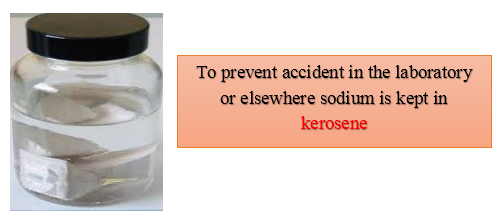 To prevent accident in the laboratory
or elsewhere sodium is kept in
kerosene